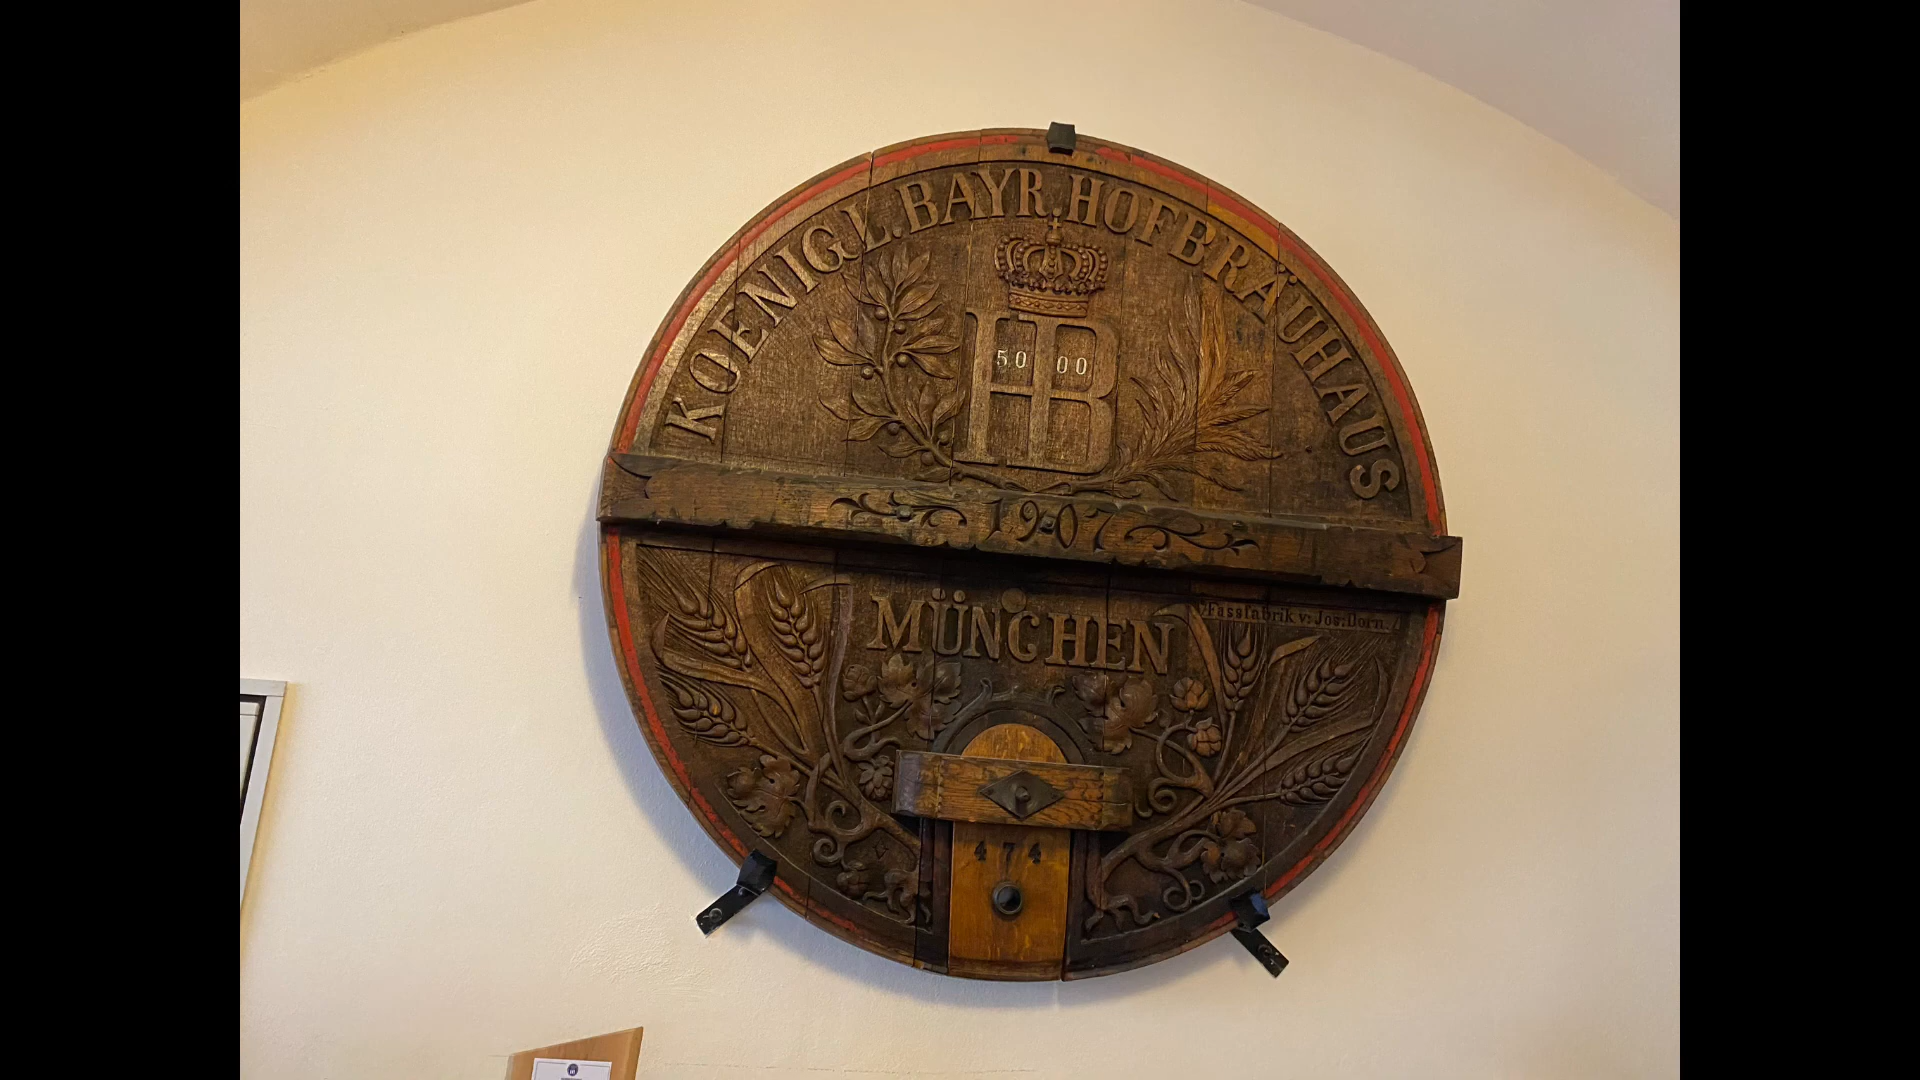 KOENIGL. BAYR. HOFBRÄUHAUS
HB
50 00
1907
MÜNCHEN
Fassfabrik v: Jos: Dorn.
474